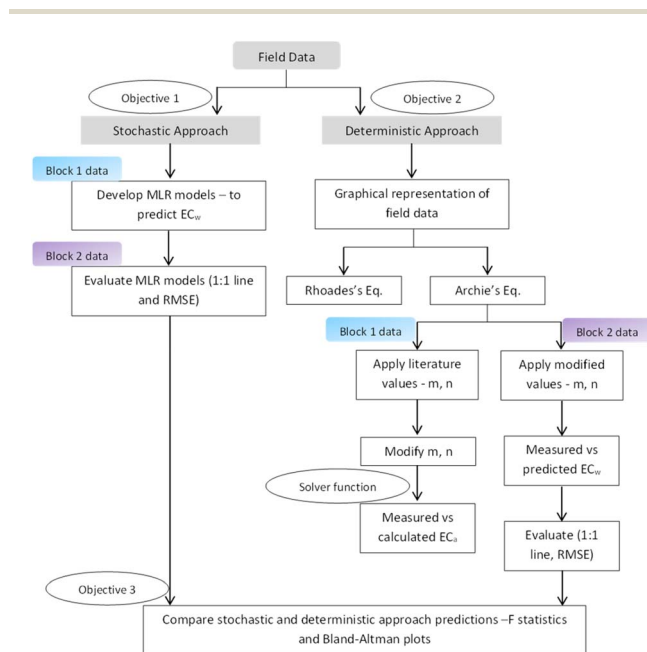 Field Data
Objective 1
Objective 2
Stochastic Approach
Deterministic Approach
Block 1 data
Develop MLR models – to
predict ECw
Graphical representation of
field data
Block 2 data
Evaluate MLR models (1:1 line
and RMSE)
Rhoades's Eq.
Archie's Eq.
Block 1 data
Block 2 data
Apply literature
values - m, n
Apply modified
values - m, n
Modify m, n
Measured vs
predicted ECw
Solver function
Measured vs
calculated ECa
Evaluate (1:1
line, RMSE)
Objective 3
Compare stochastic and deterministic approach predictions –F statistics
and Bland-Altman plots